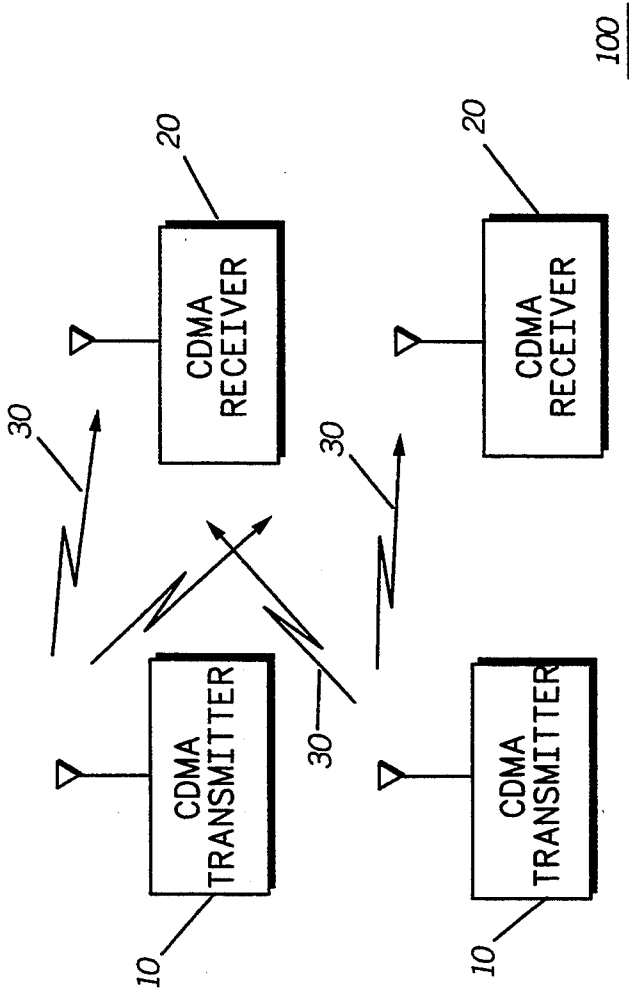 30
CDMA
TRANSMITTER
10
CDMA
RECEIVER
20
30
30
CDMA
TRANSMITTER
10
CDMA
RECEIVER
20
100